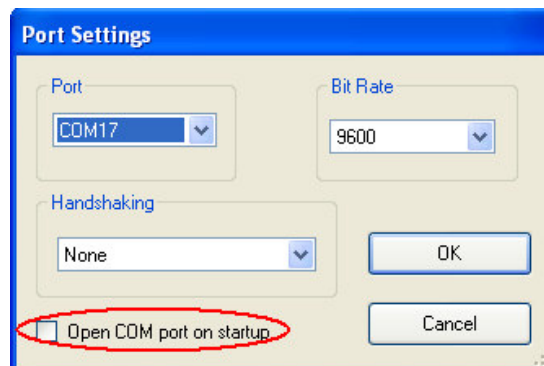 Port Settings
Port
Bit Rate
COM17
9600
Handshaking
None
OK
Open COM port on startup
Cancel